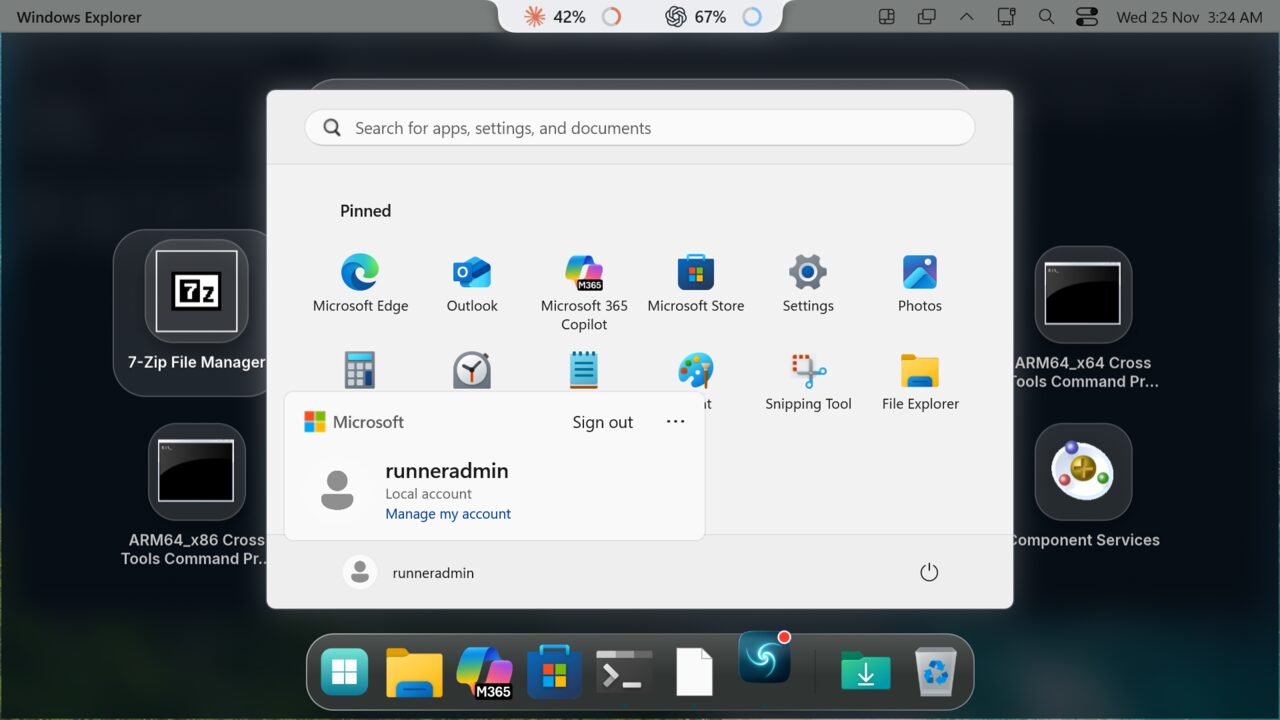 Windows Explorer
42%
67%
Wed 25 Nov 3:24 AM
Search for apps, settings, and documents
Pinned
Microsoft Edge
Outlook
Microsoft 365
Copilot
Microsoft Store
Settings
Photos
M365
Snipping Tool
File Explorer
Microsoft
Sign out
runneradmin
Local account
Manage my account
runneradmin
7z
7-Zip File Manager
ARM64_x64 Cross
Tools Command Pr...
ARM64_x86 Cross
Tools Command Pr...
Component Services
M365